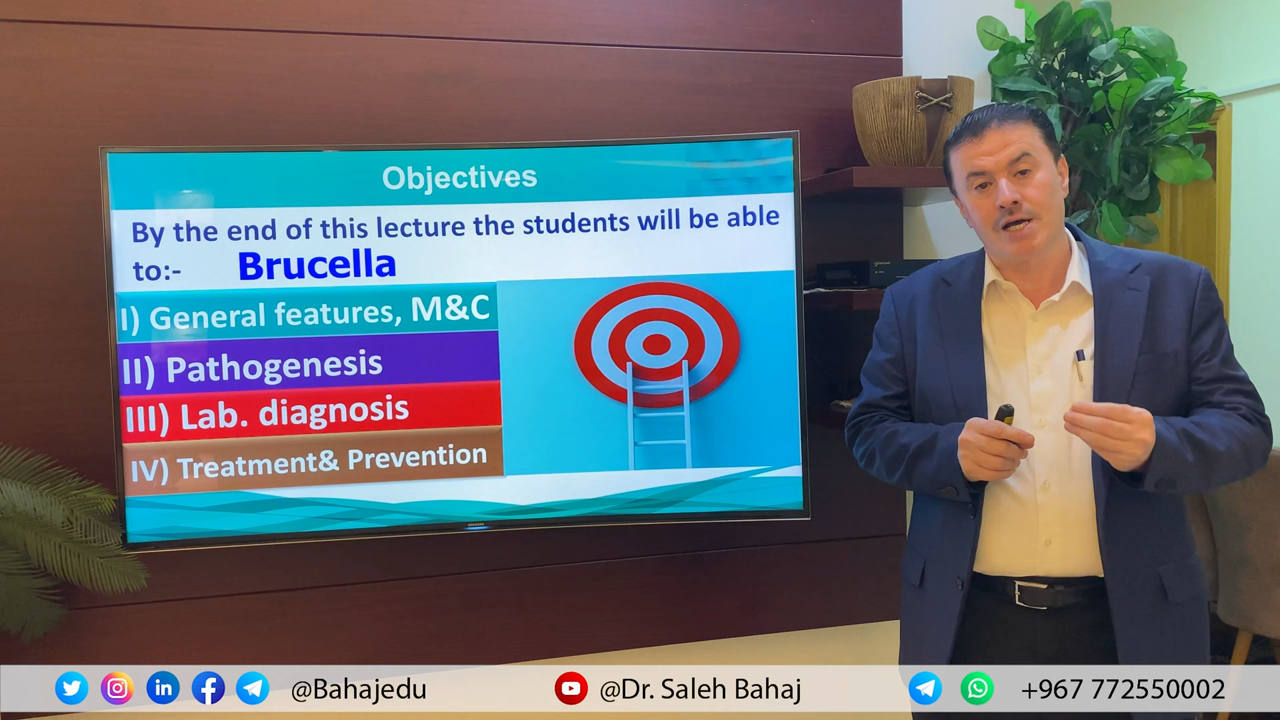 Objectives
By the end of this lecture the students will be able
to:- Brucella
I) General features, M&C
II) Pathogenesis
III) Lab. diagnosis
IV) Treatment& Prevention
@Bahajedu
@Dr. Saleh Bahaj
+967 772550002